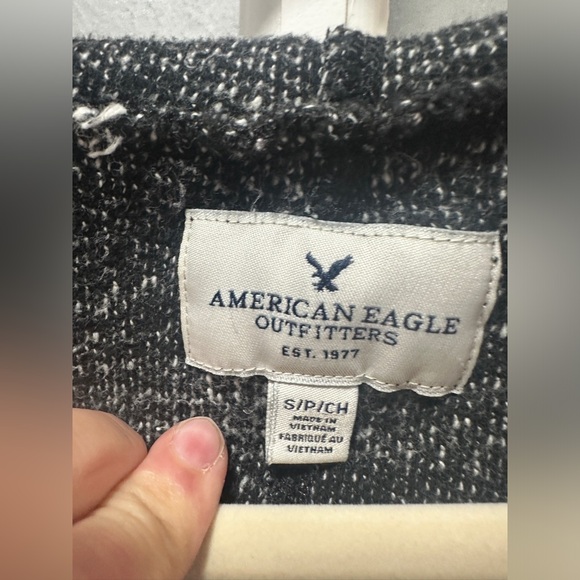 AMERICAN EAGLE
OUTFITTERS
EST. 1977
S/P/CH
MADE IN
VIETNAM
FABRIQUÉ AU
VIETNAM